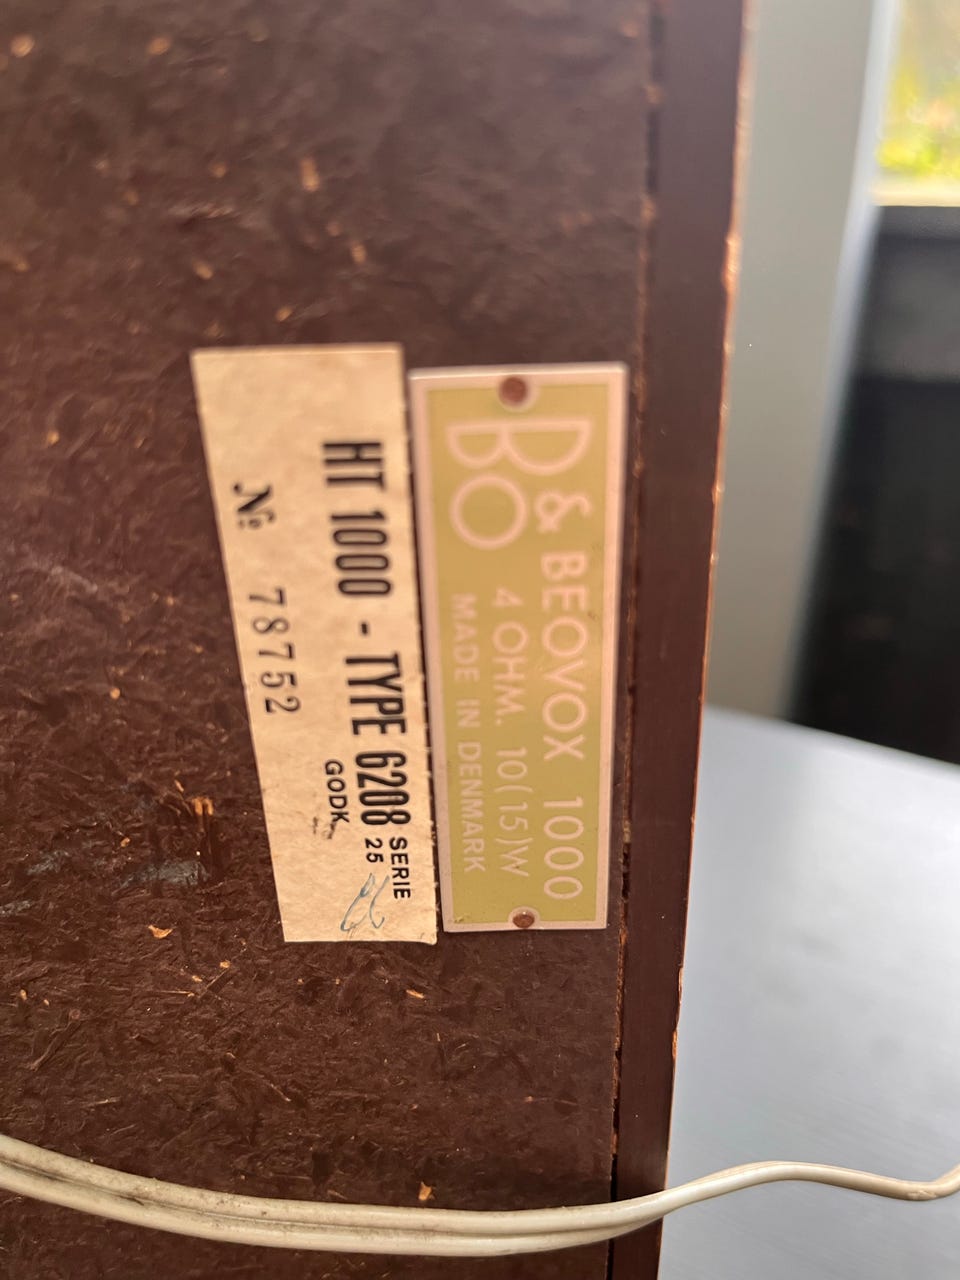 B&O BEOVOX 1000
4 OHM. 10(15)W
MADE IN DENMARK
HT 1000 - TYPE 6208 SERIE 25
GODK.
№ 78752